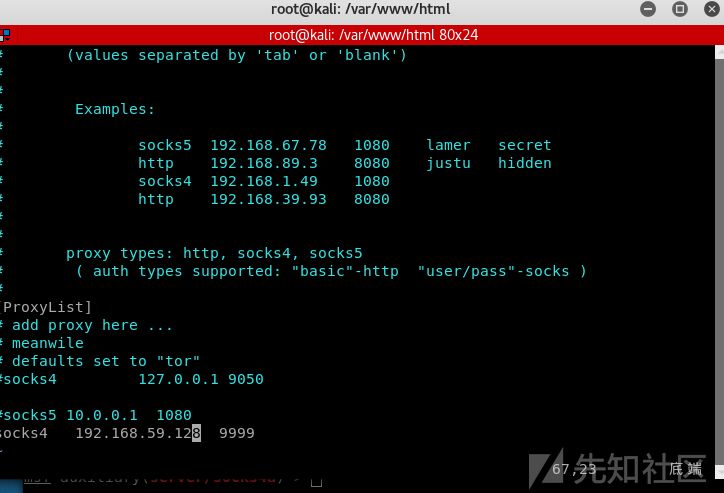 root@kali: /var/www/html
root@kali: /var/www/html 80x24
#       (values separated by 'tab' or 'blank')
#
#
#        Examples:
#
#               socks5  192.168.67.78   1080    lamer   secret
#               http    192.168.89.3    8080    justu   hidden
#               socks4  192.168.1.49    1080
#               http    192.168.39.93   8080
#
#
#       proxy types: http, socks4, socks5
#        ( auth types supported: "basic"-http  "user/pass"-socks )
#
[ProxyList]
# add proxy here ...
# meanwile
# defaults set to "tor"
#socks4         127.0.0.1 9050
#socks5 10.0.0.1  1080
socks4   192.168.59.128  9999
~
67,23
底端
msf auxiliary(server/socks4a) >
先知社区